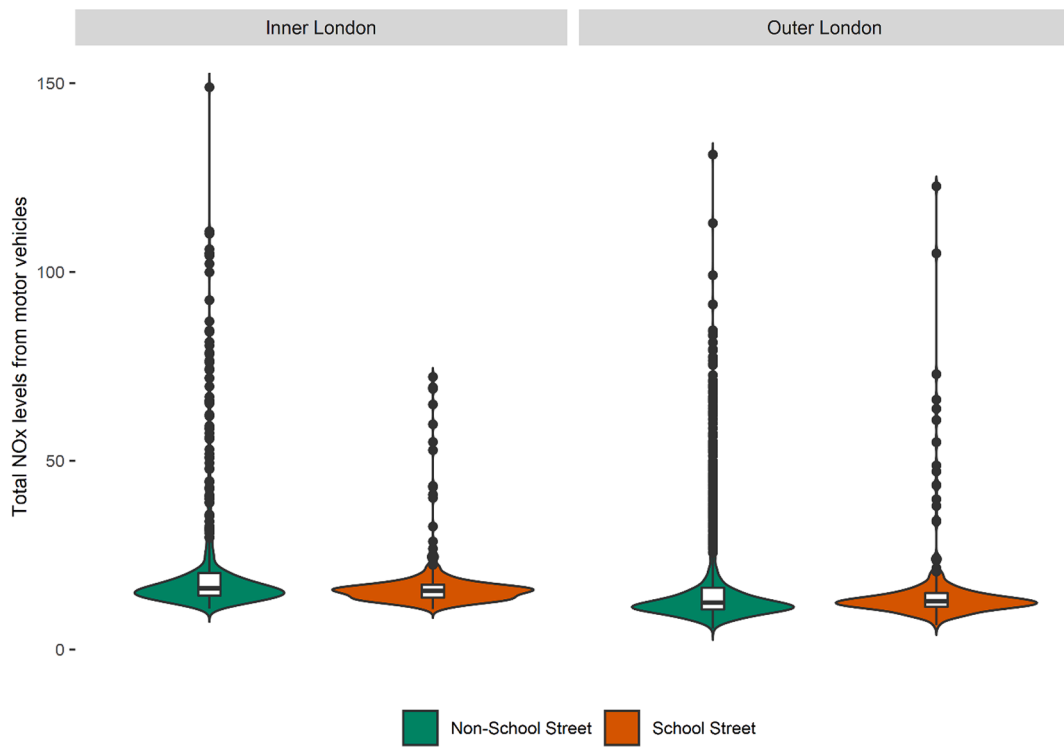 Inner London
Outer London
150
100
50
0
Total NOx levels from motor vehicles
Non-School Street
School Street